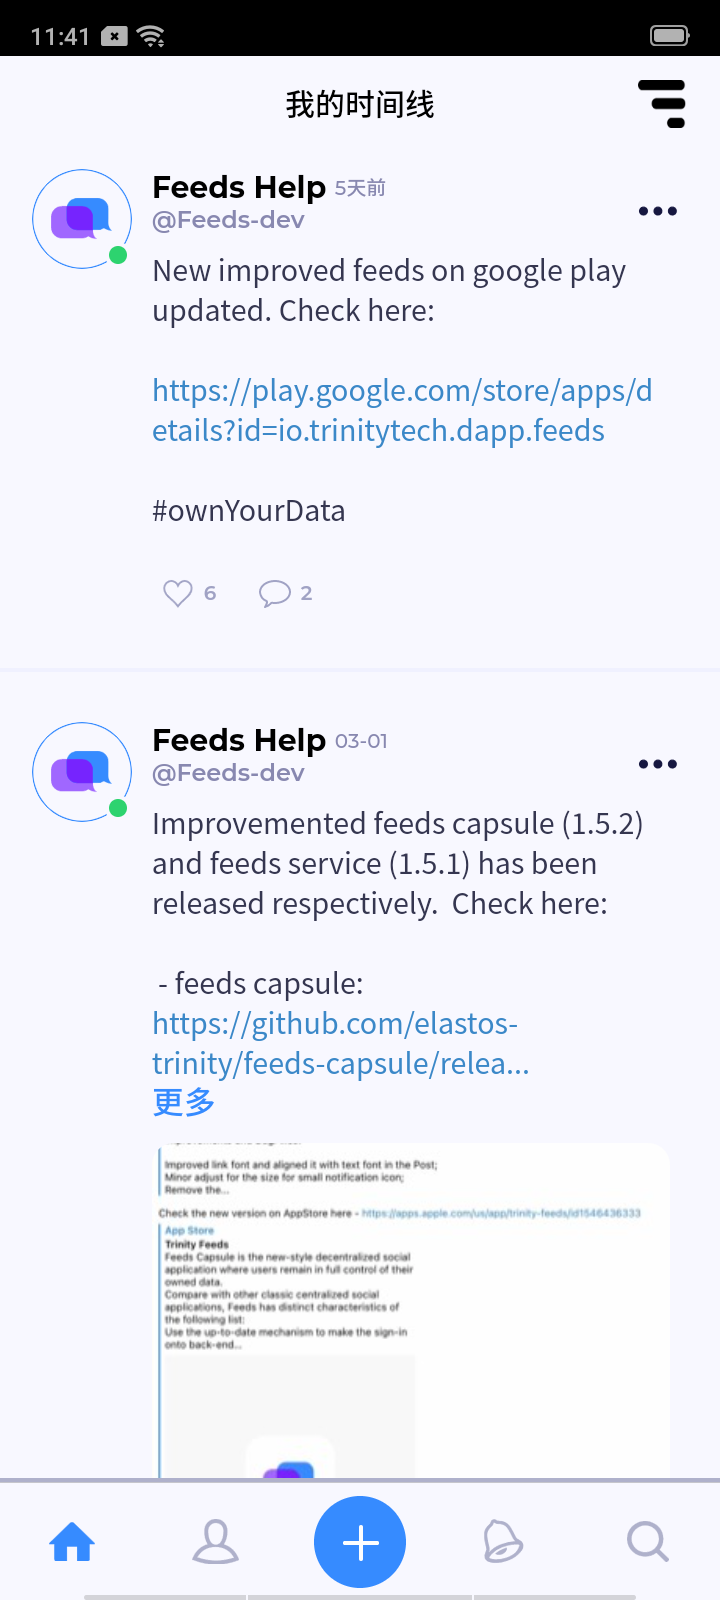 11:41
我的时间线
Feeds Help 5天前
@Feeds-dev
New improved feeds on google play
updated. Check here:
https://play.google.com/store/apps/d
etails?id=io.trinitytech.dapp.feeds
#ownYourData
6 2
Feeds Help 03-01
@Feeds-dev
Improvemented feeds capsule (1.5.2)
and feeds service (1.5.1) has been
released respectively.  Check here:
- feeds capsule:
https://github.com/elastos-
trinity/feeds-capsule/relea...
更多
Improved link font and aligned it with text font in the Post;
Minor adjust for the size for small notification icon;
Remove the...
Check the new version on AppStore here - https://apps.apple.com/us/app/trinity-feeds/id1546436333
App Store
Trinity Feeds
Feeds Capsule is the new-style decentralized social
application where users remain in full control of their
owned data.
Compare with other classic centralized social
applications, Feeds has distinct characteristics of
the following list:
Use the up-to-date mechanism to make the sign-in
onto back-end...